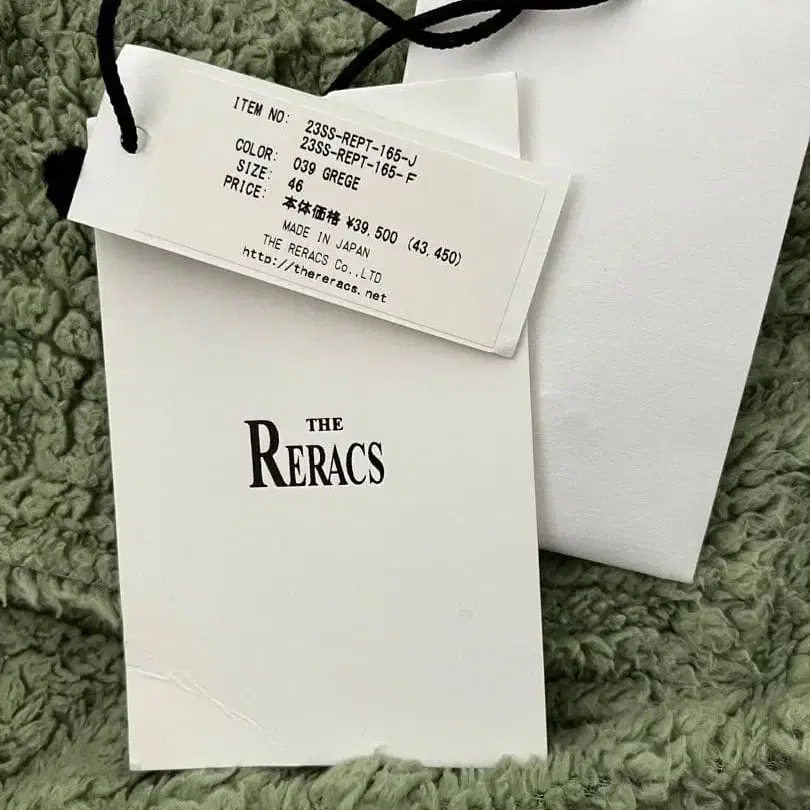 ITEM NO: 23SS-REPT-165-J
23SS-REPT-165-F
COLOR: 039 GREGE
SIZE: 46
PRICE: 本体価格 ¥39,500 (43,450)
MADE IN JAPAN
THE RERACS Co.,LTD
http://thereracs.net
THE
RERACS